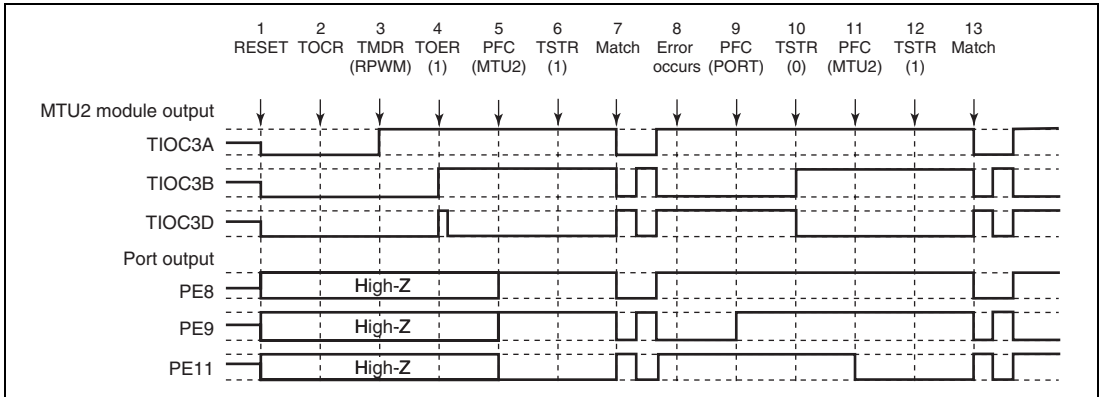 1 2 3 4 5 6 7 8 9 10 11 12 13
RESET TOCR TMDR TOER PFC TSTR Match Error PFC TSTR PFC TSTR Match
(RPWM) (1) (MTU2) (1) occurs (PORT) (0) (MTU2) (1)
MTU2 module output
TIOC3A
TIOC3B
TIOC3D
Port output
PE8 High-Z
PE9 High-Z
PE11 High-Z